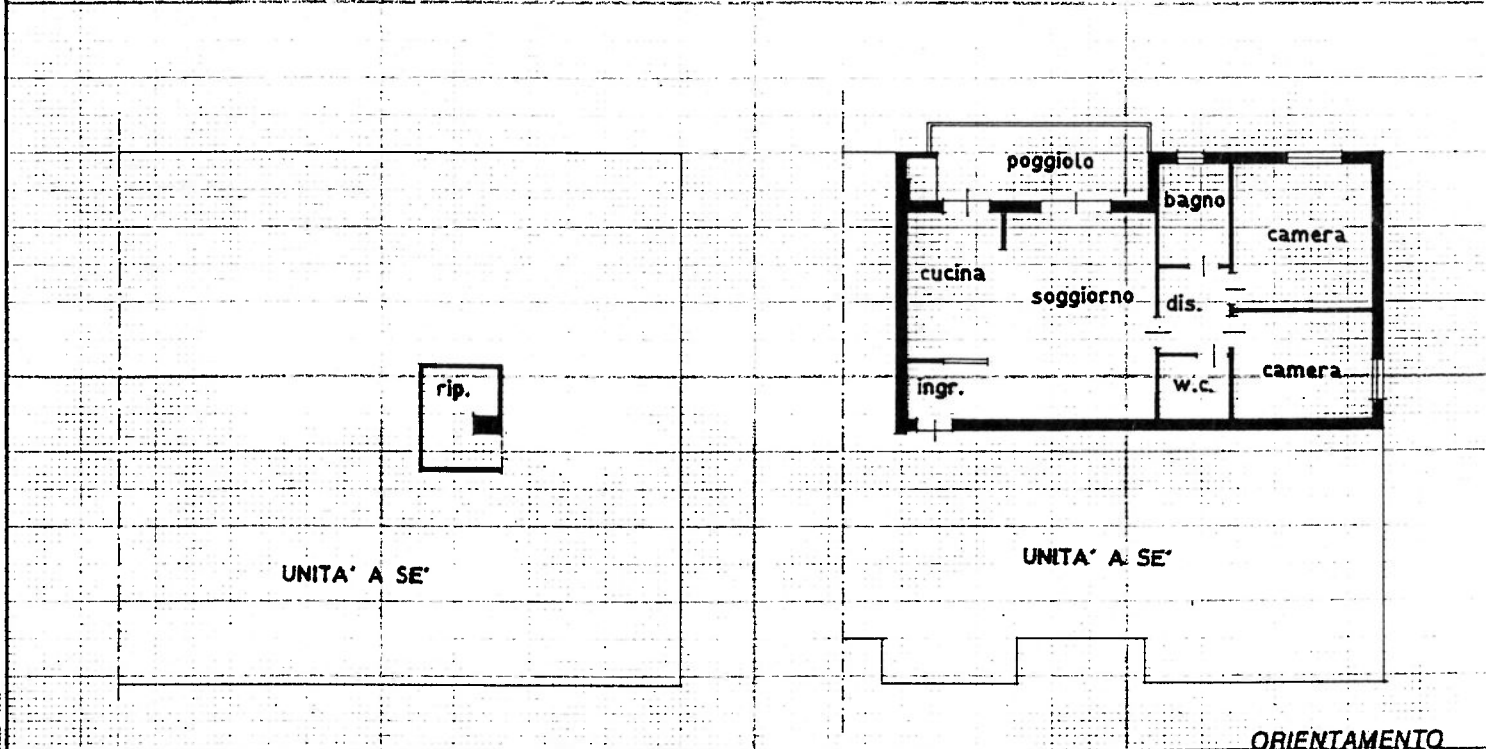 poggiolo
bagno
camera
cucina
soggiorno
dis.
rip.
ingr.
w.c.
camera
UNITA' A SE'
UNITA' A SE'
ORIENTAMENTO